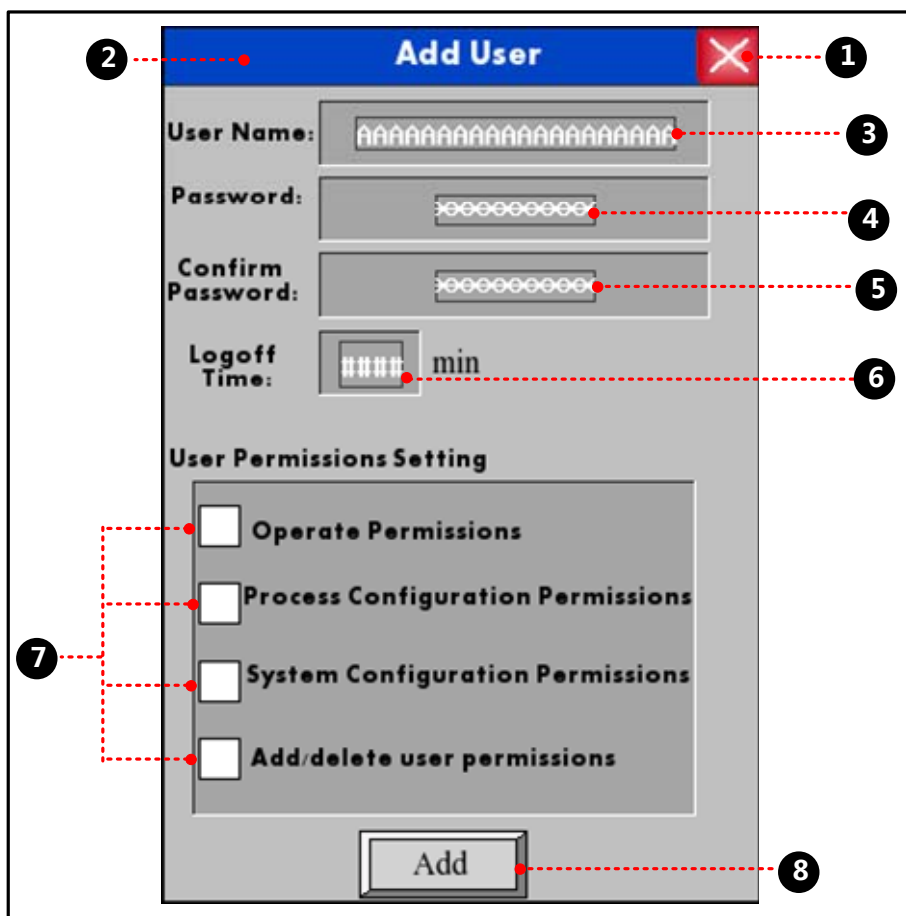 2
Add User
1
User Name:
AAAAAAAAAAAAAAAAAAAA
3
Password:
4
Confirm
Password:
5
Logoff
Time:
####
min
6
User Permissions Setting
Operate Permissions
Process Configuration Permissions
7
System Configuration Permissions
Add/delete user permissions
Add
8